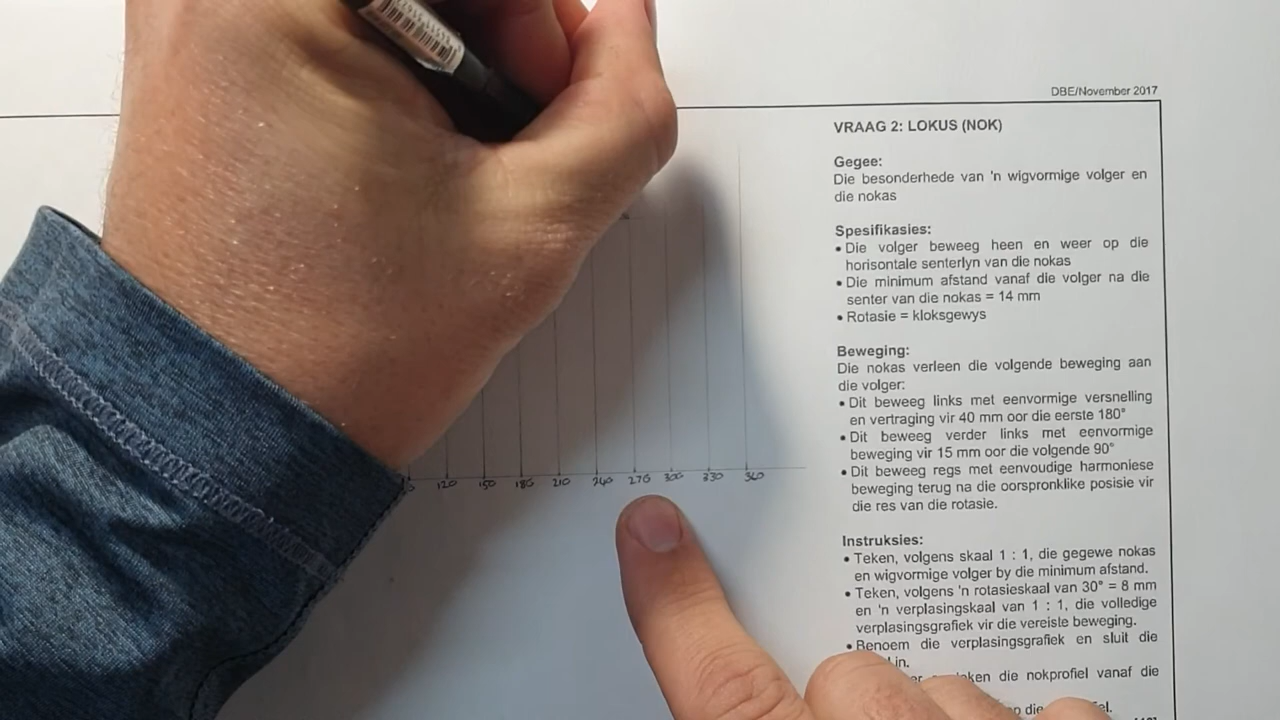 DBE/November 2017
VRAAG 2: LOKUS (NOK)
Gegee:
Die besonderhede van 'n wigvormige volger en
die nokas
Spesifikasies:
• Die volger beweeg heen en weer op die
horisontale senterlyn van die nokas
• Die minimum afstand vanaf die volger na die
senter van die nokas = 14 mm
• Rotasie = kloksgewys
Beweging:
Die nokas verleen die volgende beweging aan
die volger:
• Dit beweeg links met eenvormige versnelling
en vertraging vir 40 mm oor die eerste 180°
• Dit beweeg verder links met eenvormige
beweging vir 15 mm oor die volgende 90°
• Dit beweeg regs met eenvoudige harmoniese
beweging terug na die oorspronklike posisie vir
die res van die rotasie.
Instruksies:
• Teken, volgens skaal 1 : 1, die gegewe nokas
en wigvormige volger by die minimum afstand.
• Teken, volgens 'n rotasieskaal van 30° = 8 mm
en 'n verplasingskaal van 1 : 1, die volledige
verplasingsgrafiek vir die vereiste beweging.
• Benoem die verplasingsgrafiek en sluit die
in.
die nokprofiel vanaf die
die
120 150 180 210 240 270 300 330 360